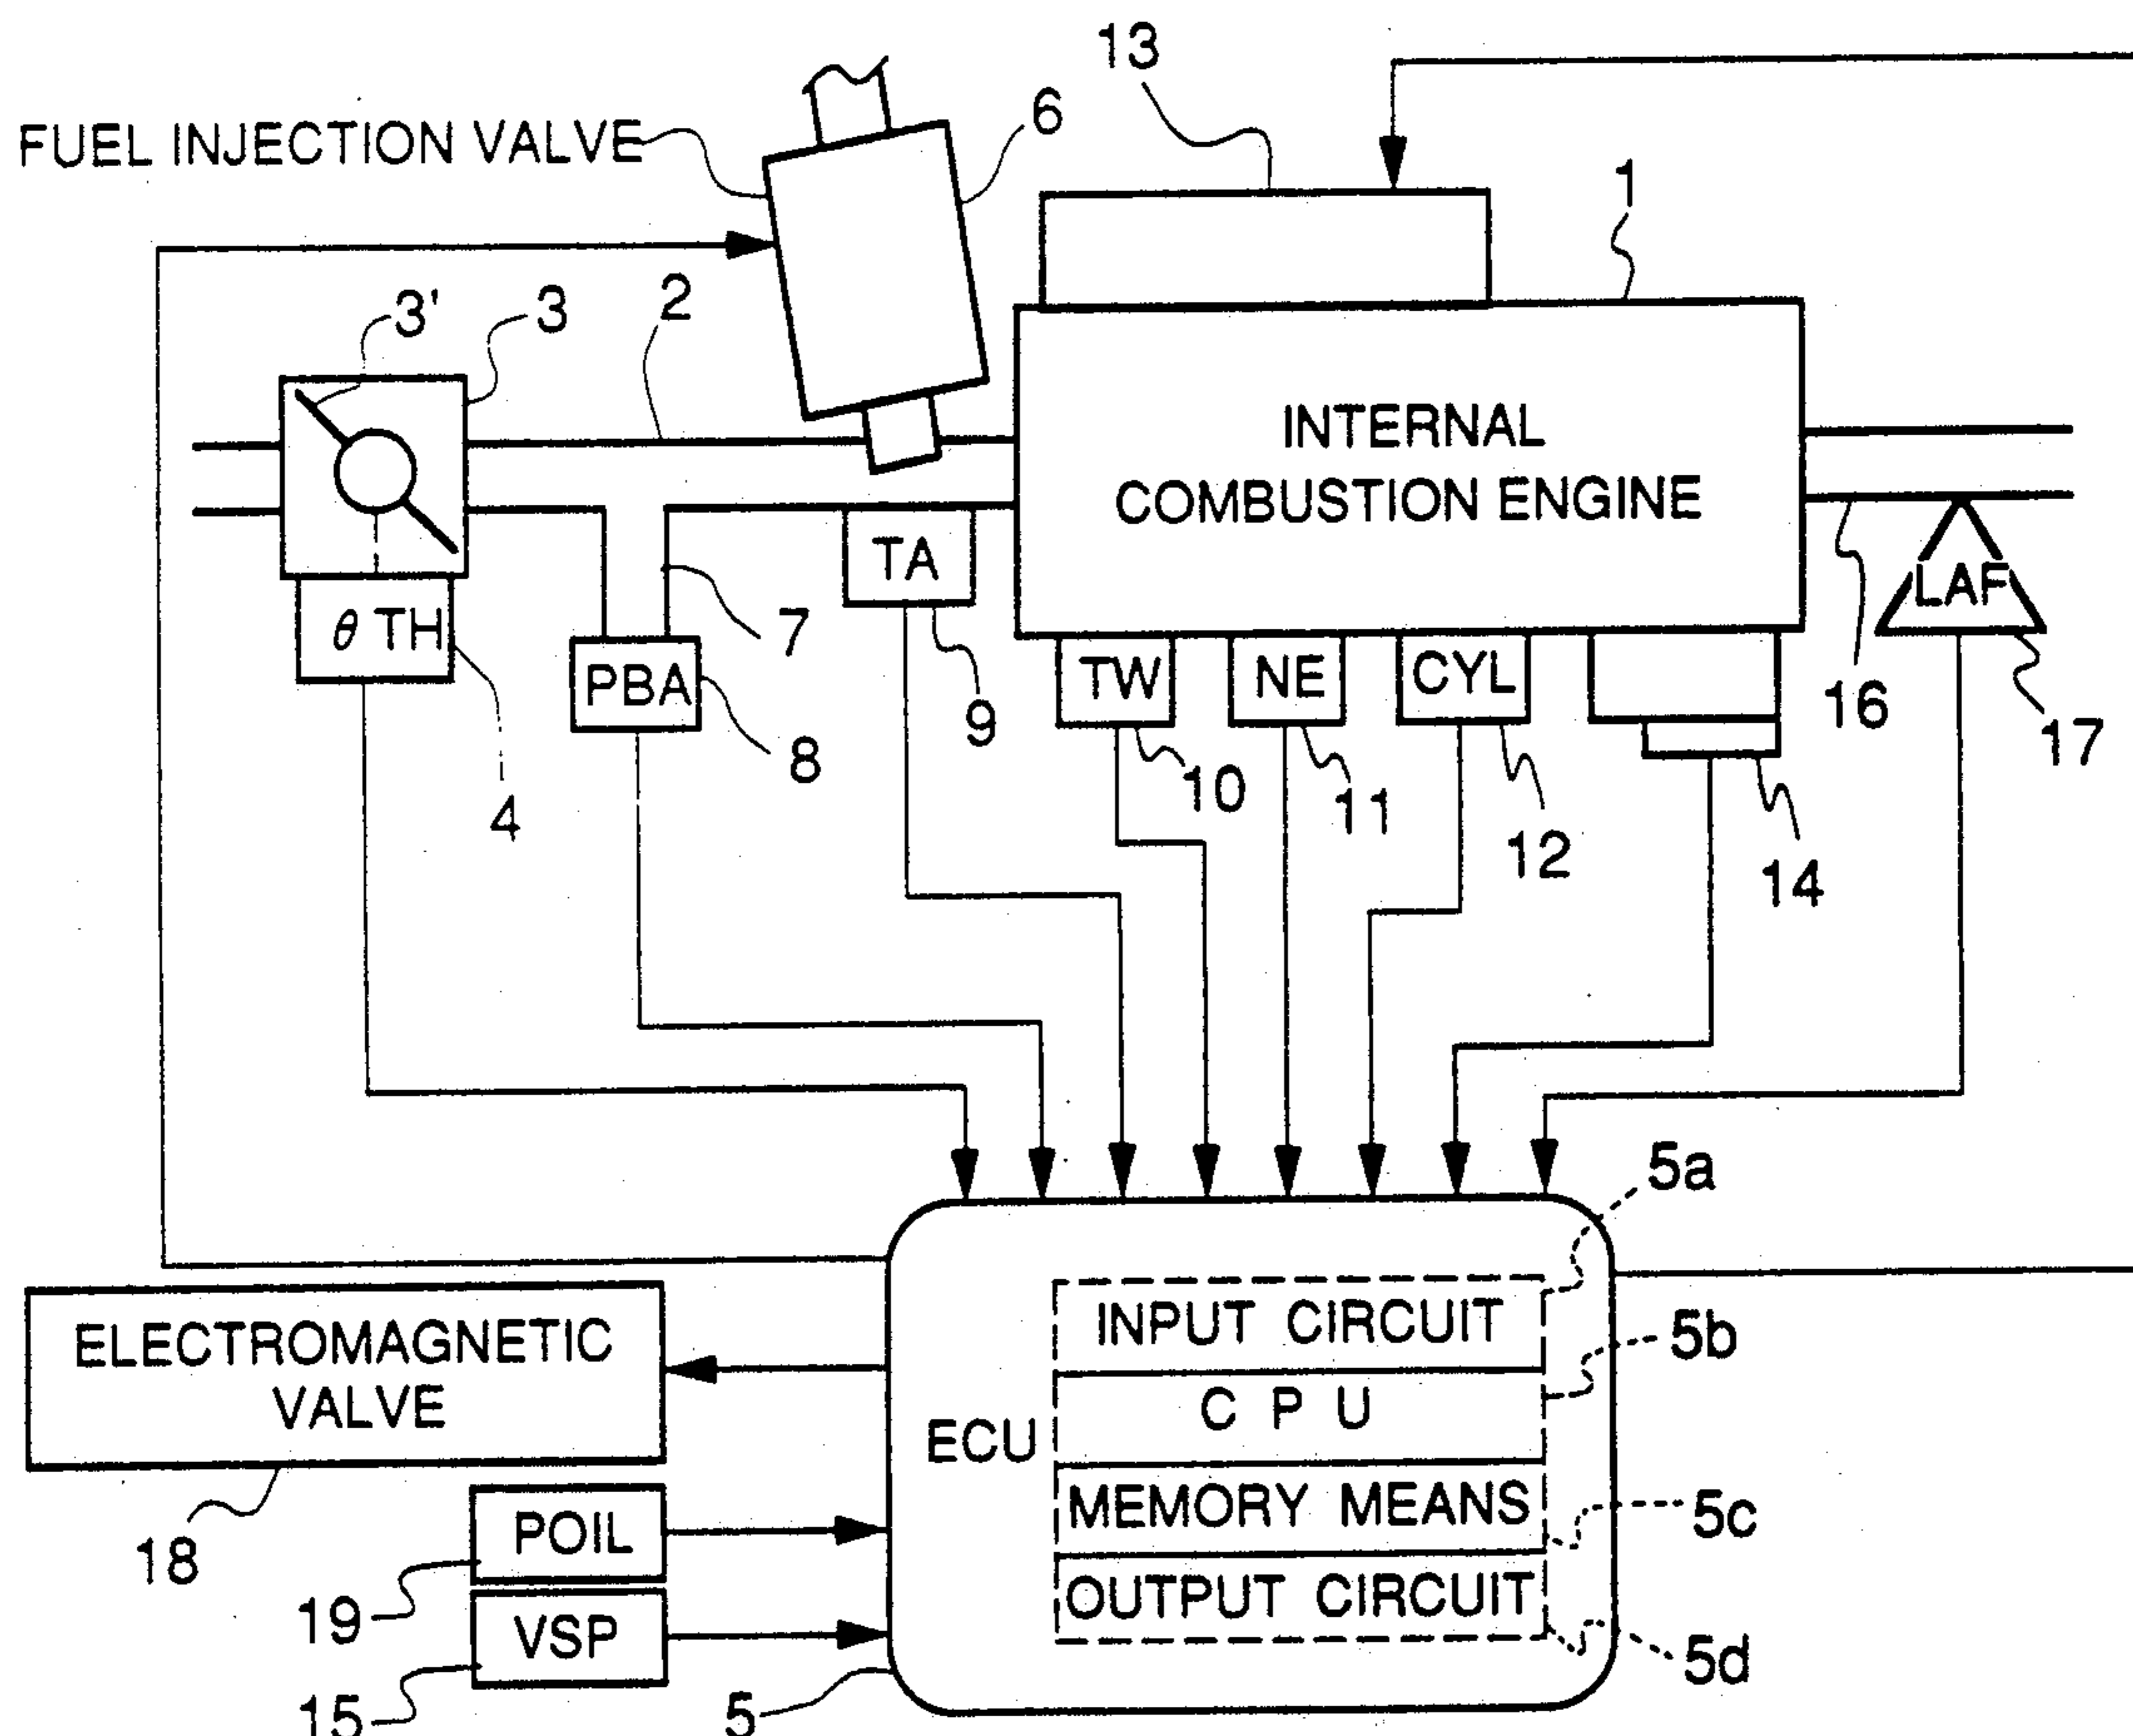 13
FUEL INJECTION VALVE
6
1
3'
3
2
INTERNAL
COMBUSTION ENGINE
TA
LAF
θ TH
7
PBA
TW
NE
CYL
9
16
8
17
10
11
4
12
14
5a
INPUT CIRCUIT
ELECTROMAGNETIC
VALVE
5b
C P U
ECU
MEMORY MEANS
5c
POIL
18
OUTPUT CIRCUIT
19
VSP
5d
15
5